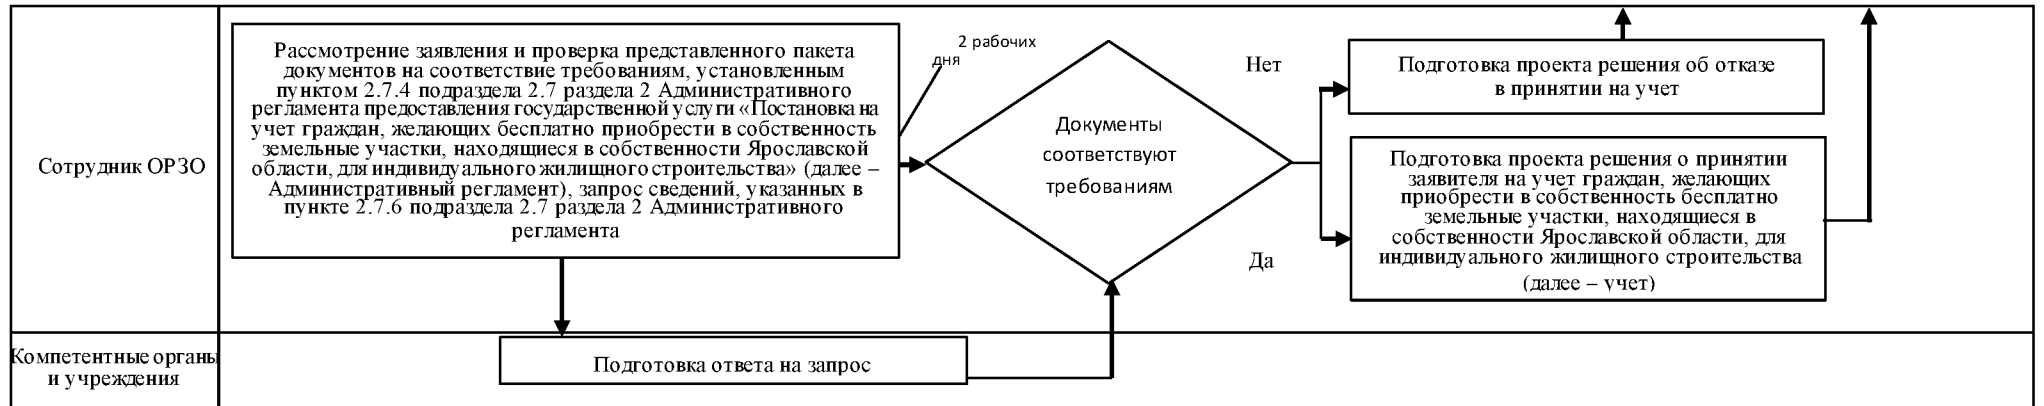 Сотрудник ОРЗО
Рассмотрение заявления и проверка представленного пакета
документов на соответствие требованиям, установленным
пунктом 2.7.4 подраздела 2.7 раздела 2 Административного
регламента предоставления государственной услуги «Постановка на
учет граждан, желающих бесплатно приобрести в собственность
земельные участки, находящиеся в собственности Ярославской
области, для индивидуального жилищного строительства» (далее –
Административный регламент), запрос сведений, указанных в
пункте 2.7.6 подраздела 2.7 раздела 2 Административного
регламента
2 рабочих
дня
Документы
соответствуют
требованиям
Нет
Да
Подготовка проекта решения об отказе
в принятии на учет
Подготовка проекта решения о принятии
заявителя на учет граждан, желающих
приобрести в собственность бесплатно
земельные участки, находящиеся в
собственности Ярославской области, для
индивидуального жилищного строительства
(далее – учет)
Компетентные органы
и учреждения
Подготовка ответа на запрос